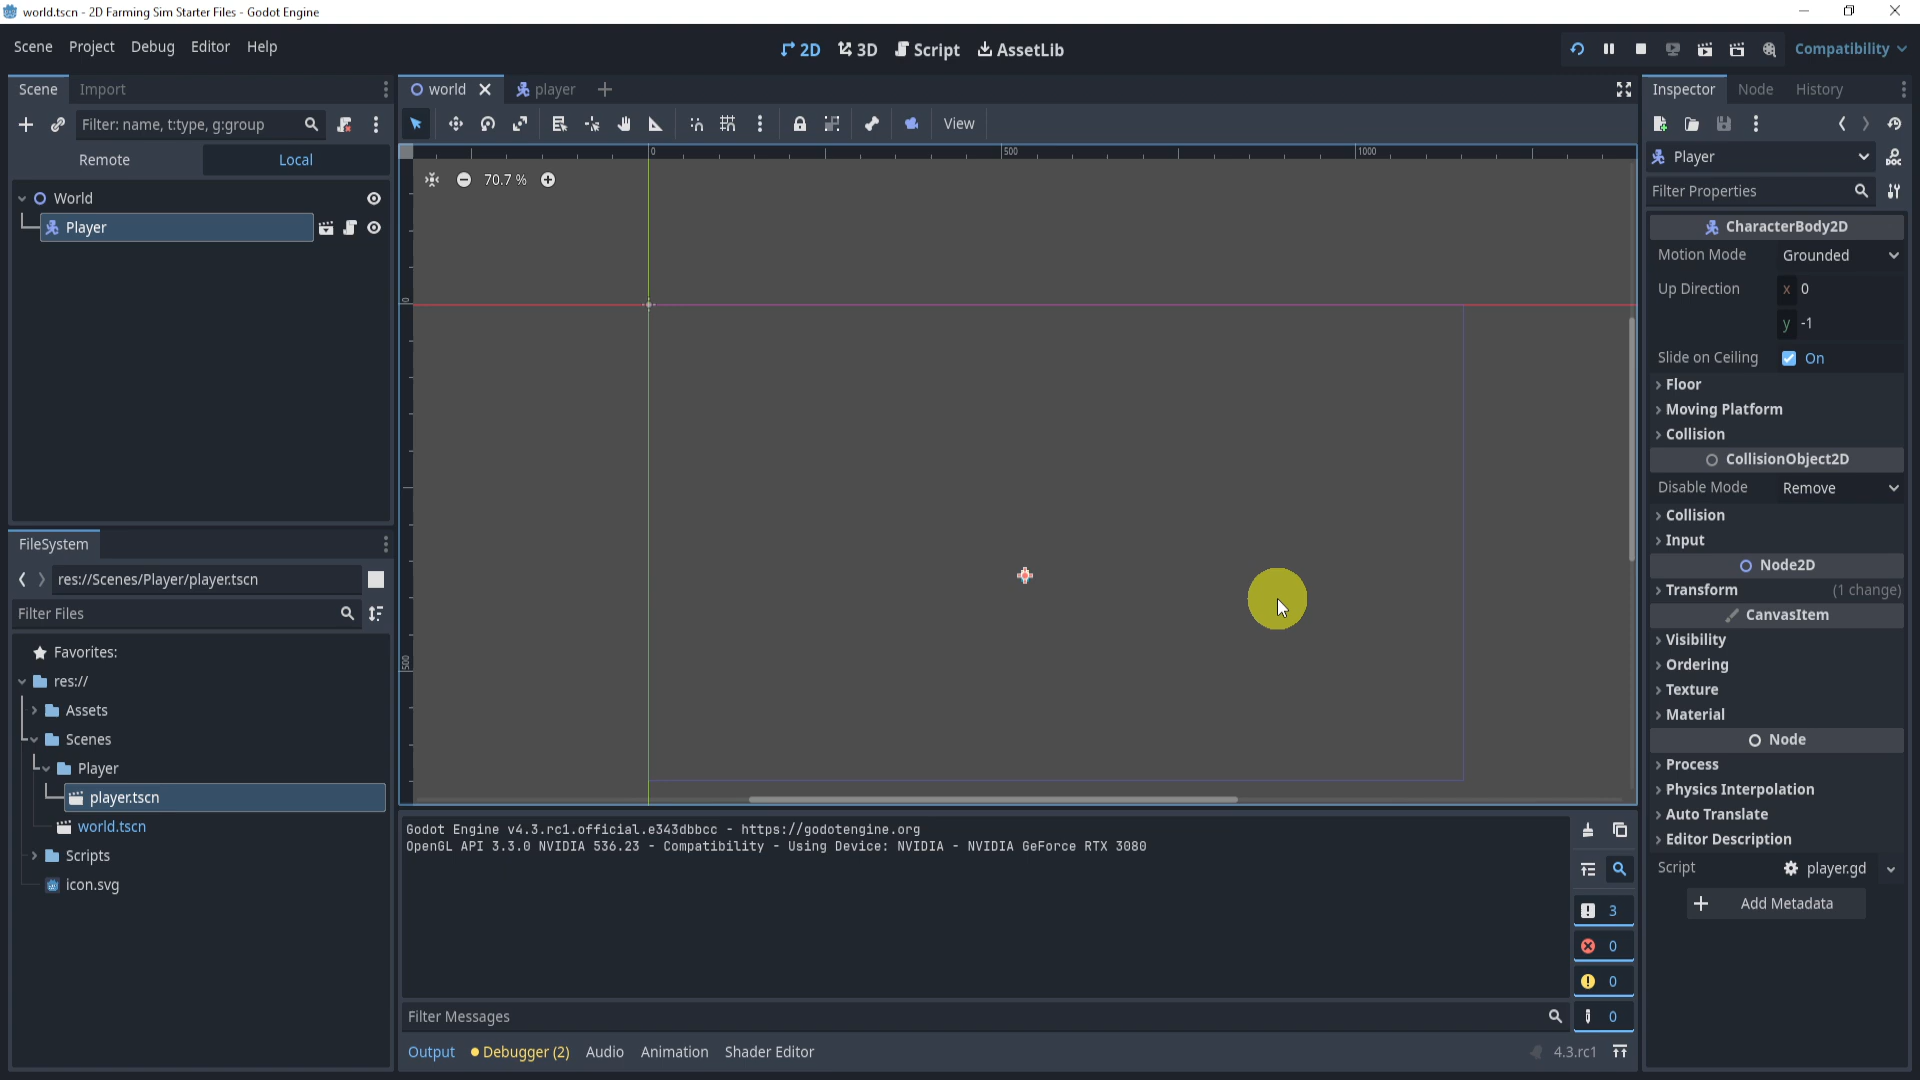 world.tscn - 2D Farming Sim Starter Files - Godot Engine
Scene Project Debug Editor Help
2D 3D Script AssetLib
Compatibility
Scene Import
world player
Inspector Node History
Filter: name, t:type, g:group
View
Remote Local
0 500 1000
Player
70.7 %
Filter Properties
World
Player
CharacterBody2D
Motion Mode Grounded
Up Direction x 0
y -1
0
Slide on Ceiling On
Floor
Moving Platform
Collision
CollisionObject2D
Disable Mode Remove
Collision
Input
Node2D
Transform (1 change)
CanvasItem
Visibility
Ordering
Texture
Material
Node
Process
Physics Interpolation
Auto Translate
Editor Description
Script player.gd
Add Metadata
500
FileSystem
res://Scenes/Player/player.tscn
Filter Files
Favorites:
res://
Assets
Scenes
Player
player.tscn
world.tscn
Scripts
icon.svg
Godot Engine v4.3.rc1.official.e343dbbcc - https://godotengine.org
OpenGL API 3.3.0 NVIDIA 536.23 - Compatibility - Using Device: NVIDIA - NVIDIA GeForce RTX 3080
3
0
0
0
Filter Messages
Output Debugger (2) Audio Animation Shader Editor
4.3.rc1